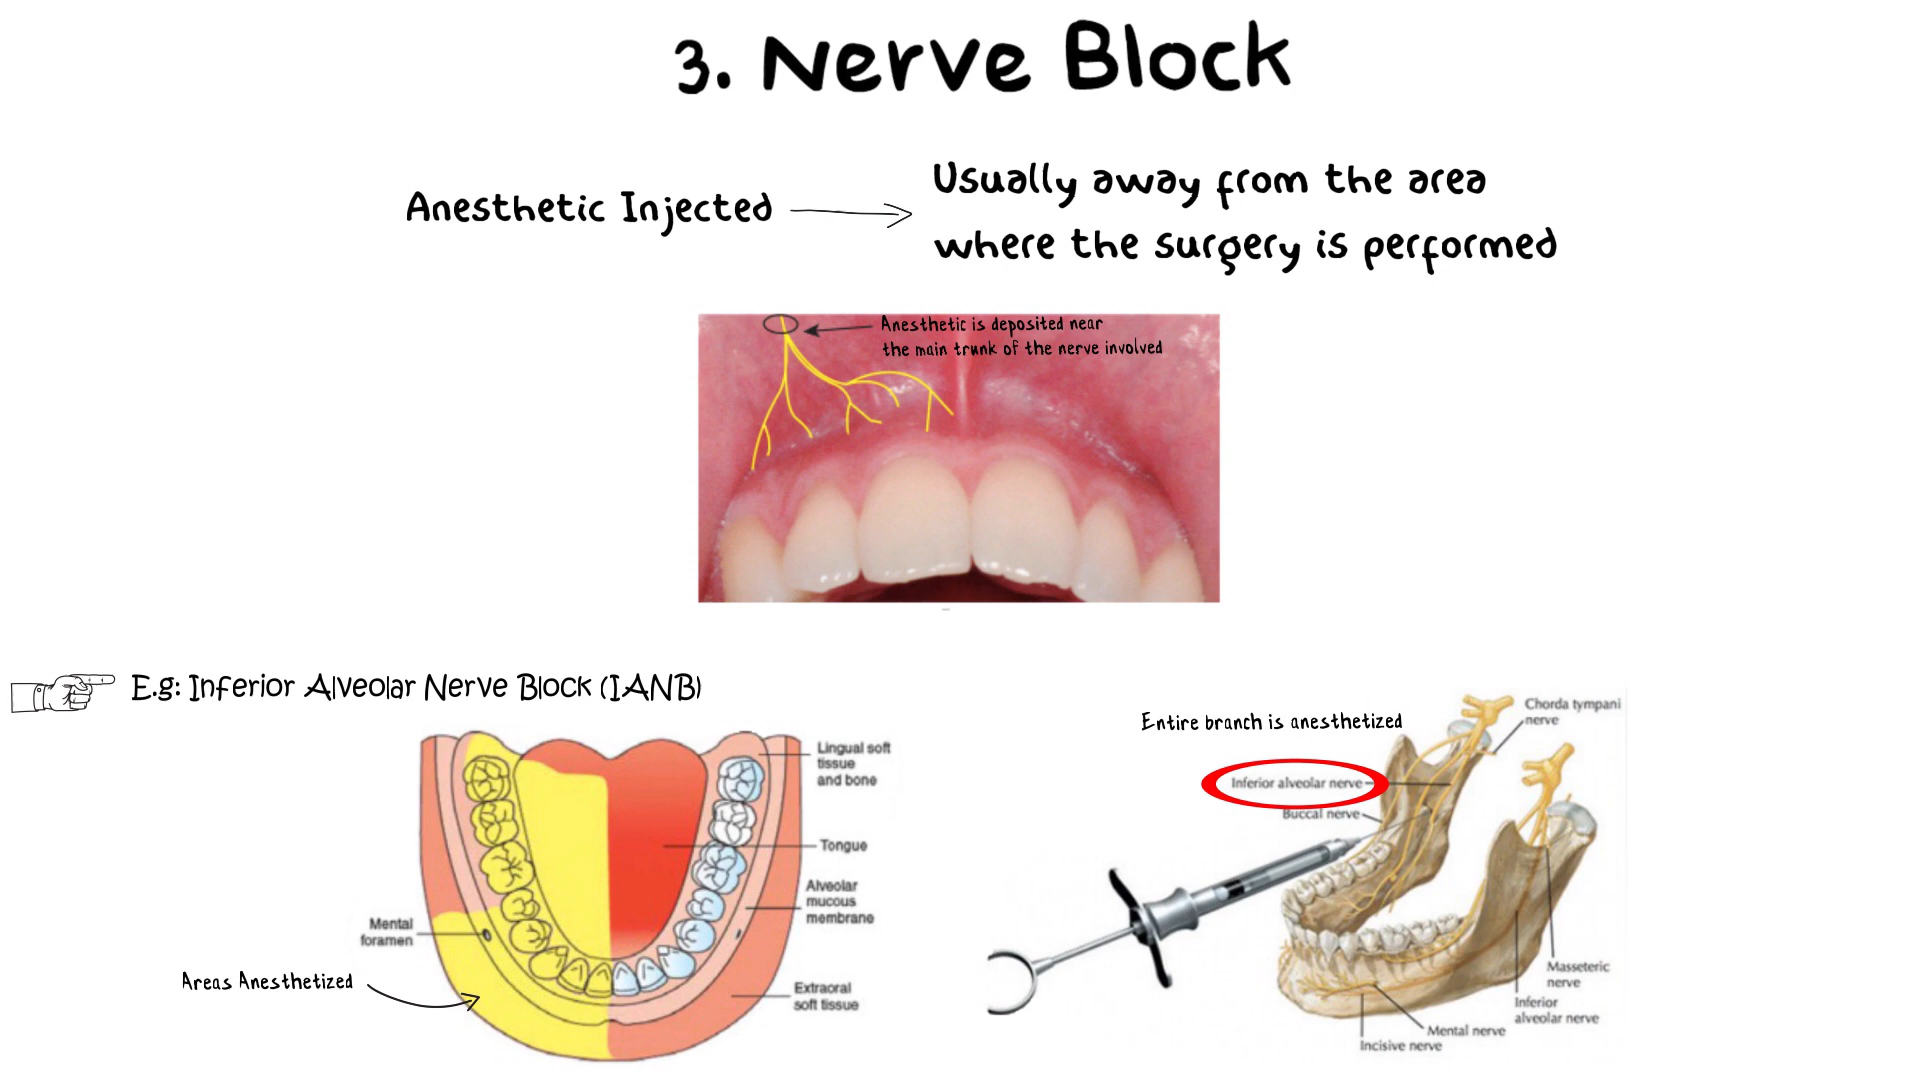 3. Nerve Block
Anesthetic Injected
Usually away from the area
where the surgery is performed
Anesthetic is deposited near
the main trunk of the nerve involved
E.g: Inferior Alveolar Nerve Block (IANB)
Lingual soft
tissue
and bone
Tongue
Alveolar
mucous
membrane
Mental
foramen
Areas Anesthetized
Extraoral
soft tissue
Entire branch is anesthetized
Chorda tympani
nerve
Inferior alveolar nerve
Buccal nerve
Masseteric
nerve
Inferior
alveolar nerve
Mental nerve
Incisive nerve